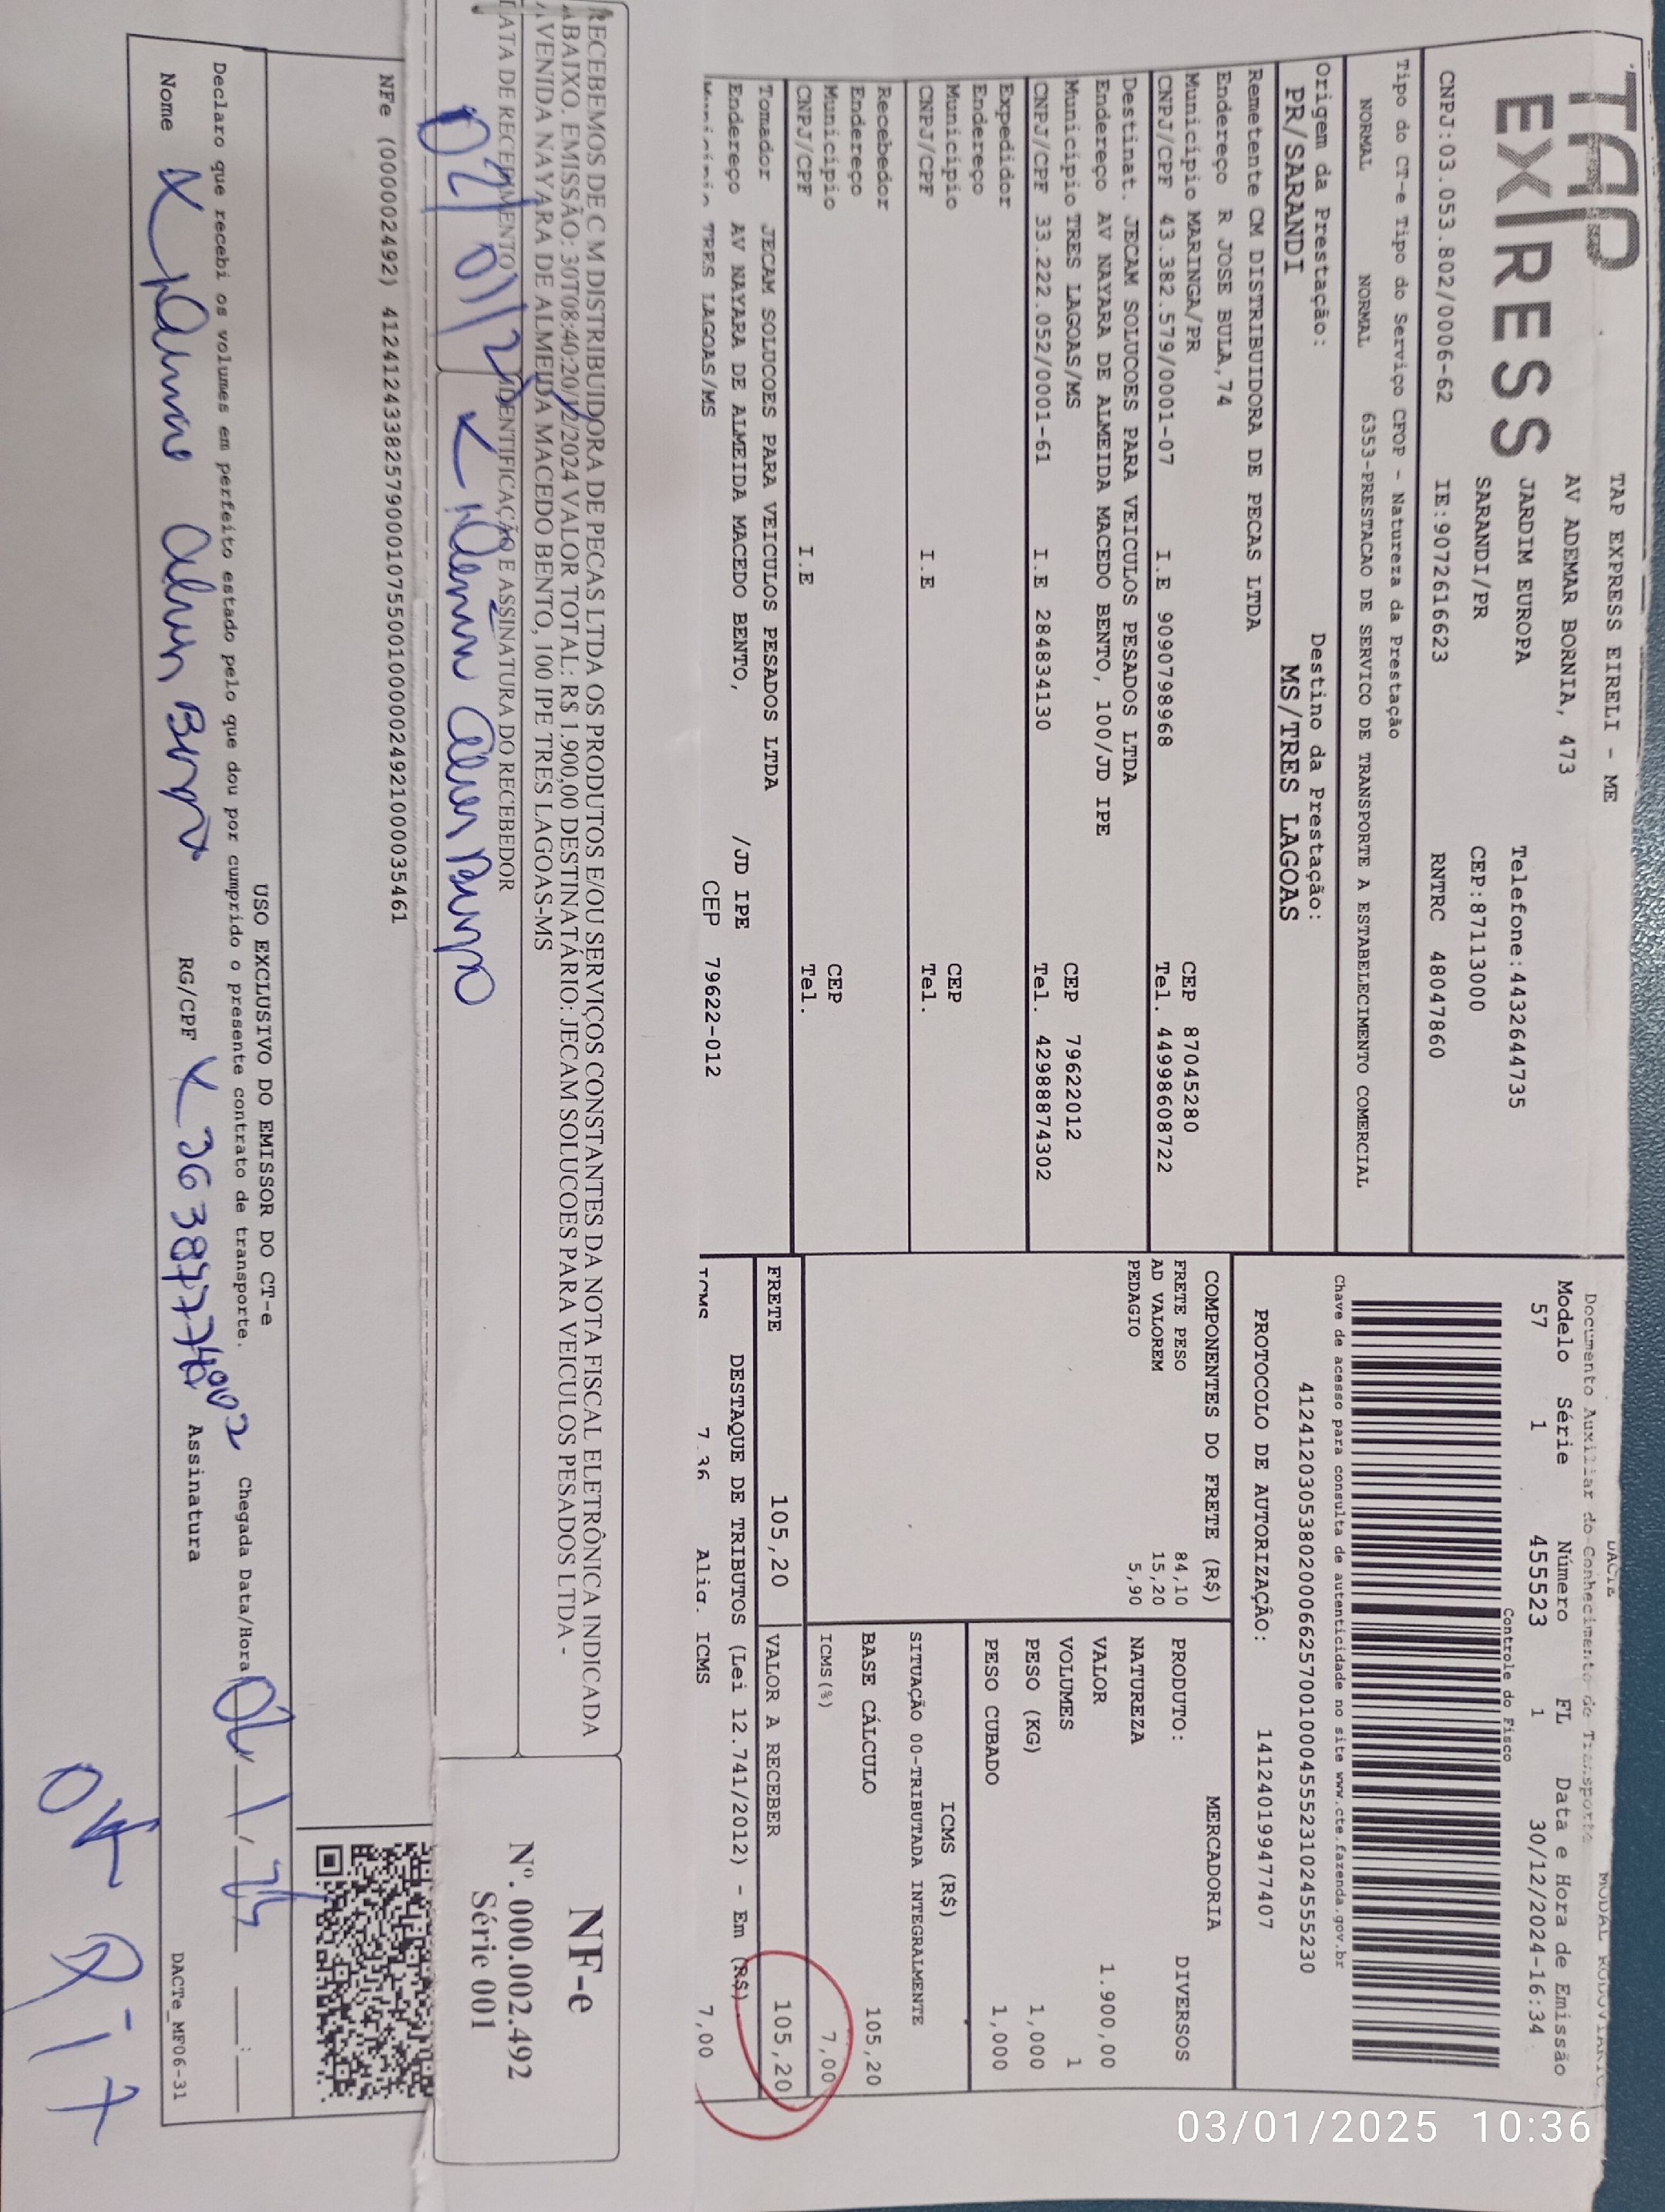 TAP
EXPRESS
TAP EXPRESS EIRELI - ME
AV ADEMAR BORNIA, 473
JARDIM EUROPA Telefone:4432644735
SARANDI/PR CEP:87113000
CNPJ:03.053.802/0006-62 IE:9072616623 RNTRC 48047860
Tipo do CT-e Tipo do Serviço CFOP - Natureza da Prestação
NORMAL NORMAL 6353-PRESTACAO DE SERVICO DE TRANSPORTE A ESTABELECIMENTO COMERCIAL
Origem da Prestação: Destino da Prestação:
PR/SARANDI MS/TRES LAGOAS
Remetente CM DISTRIBUIDORA DE PECAS LTDA
Endereço R JOSE BULA,74
Município MARINGA/PR CEP 87045280
CNPJ/CPF 43.382.579/0001-07 I.E 9090798968 Tel. 44998608722
Destinat. JECAM SOLUCOES PARA VEICULOS PESADOS LTDA
Endereço AV NAYARA DE ALMEIDA MACEDO BENTO, 100/JD IPE
Município TRES LAGOAS/MS CEP 79622012
CNPJ/CPF 33.222.052/0001-61 I.E 284834130 Tel. 42988874302
Expedidor
Endereço
Município CEP
CNPJ/CPF I.E Tel.
Recebedor
Endereço
Município CEP
CNPJ/CPF I.E Tel.
Tomador JECAM SOLUCOES PARA VEICULOS PESADOS LTDA
Endereço AV NAYARA DE ALMEIDA MACEDO BENTO, /JD IPE
Município TRES LAGOAS/MS CEP 79622-012
DACTE MODAL RODOVIARIO
Documento Auxiliar do Conhecimento de Transporte
Modelo Série Número FL Data e Hora de Emissão
57 1 455523 1 30/12/2024-16:34
Controle do Fisco
Chave de acesso para consulta de autenticidade no site www.cte.fazenda.gov.br
41241203053802000662570010004555231024555230
PROTOCOLO DE AUTORIZAÇÃO: 141240199477407
COMPONENTES DO FRETE (R$)
FRETE PESO 84,10
AD VALOREM 15,20
PEDAGIO 5,90
MERCADORIA
PRODUTO: DIVERSOS
NATUREZA
VALOR 1.900,00
VOLUMES 1
PESO (KG) 1,000
PESO CUBADO 1,000
ICMS (R$)
SITUAÇÃO 00-TRIBUTADA INTEGRALMENTE
BASE CÁLCULO 105,20
ICMS(%) 7,00
FRETE 105,20 VALOR A RECEBER 105,20
DESTAQUE DE TRIBUTOS (Lei 12.741/2012) - Em (R$)
ICMS 7,36 Aliq. ICMS 7,00
RECEBEMOS DE C M DISTRIBUIDORA DE PECAS LTDA OS PRODUTOS E/OU SERVIÇOS CONSTANTES DA NOTA FISCAL ELETRÔNICA INDICADA
ABAIXO. EMISSÃO: 30T08:40:20/12/2024 VALOR TOTAL: R$ 1.900,00 DESTINATÁRIO: JECAM SOLUCOES PARA VEICULOS PESADOS LTDA -
AVENIDA NAYARA DE ALMEIDA MACEDO BENTO, 100 IPE TRES LAGOAS-MS
DATA DE RECEBIMENTO IDENTIFICAÇÃO E ASSINATURA DO RECEBEDOR
NF-e
Nº. 000.002.492
Série 001
NFe (000002492) 41241243382579000107550010000024921000035461
USO EXCLUSIVO DO EMISSOR DO CT-e
Declaro que recebi os volumes em perfeito estado pelo que dou por cumprido o presente contrato de transporte. Chegada Data/Hora
Nome RG/CPF Assinatura
DACTe_MF06-31
OK
03/01/2025 10:36